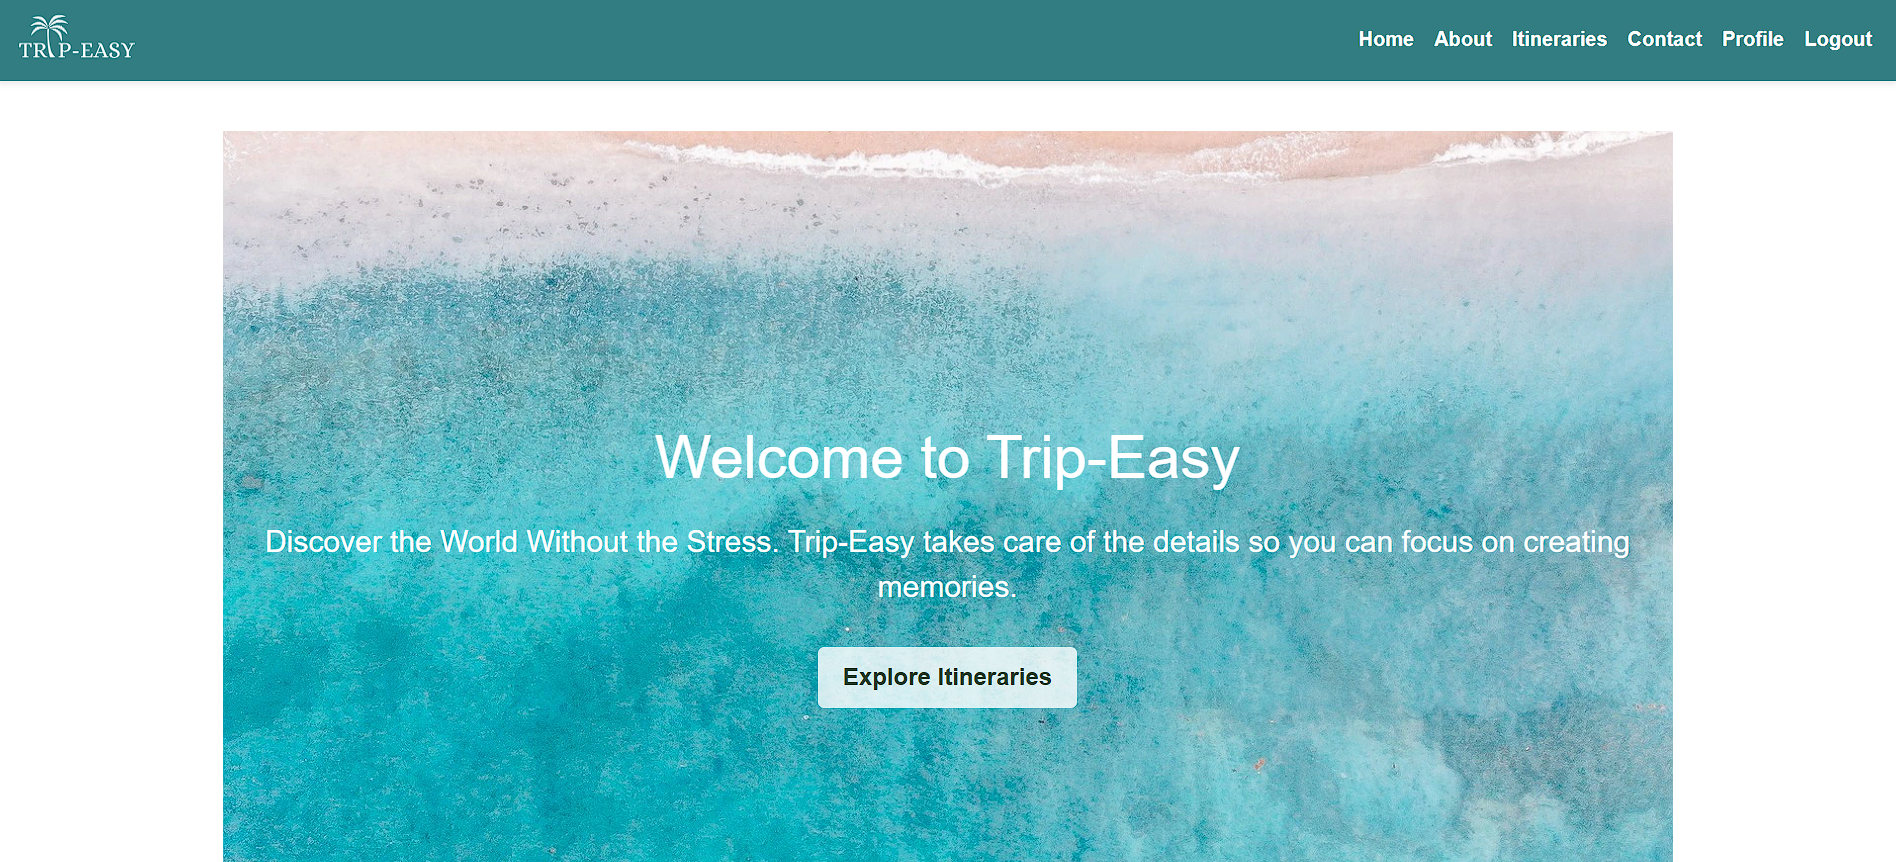 TRIP-EASY
Home About Itineraries Contact Profile Logout
Welcome to Trip-Easy
Discover the World Without the Stress. Trip-Easy takes care of the details so you can focus on creating
memories.
Explore Itineraries